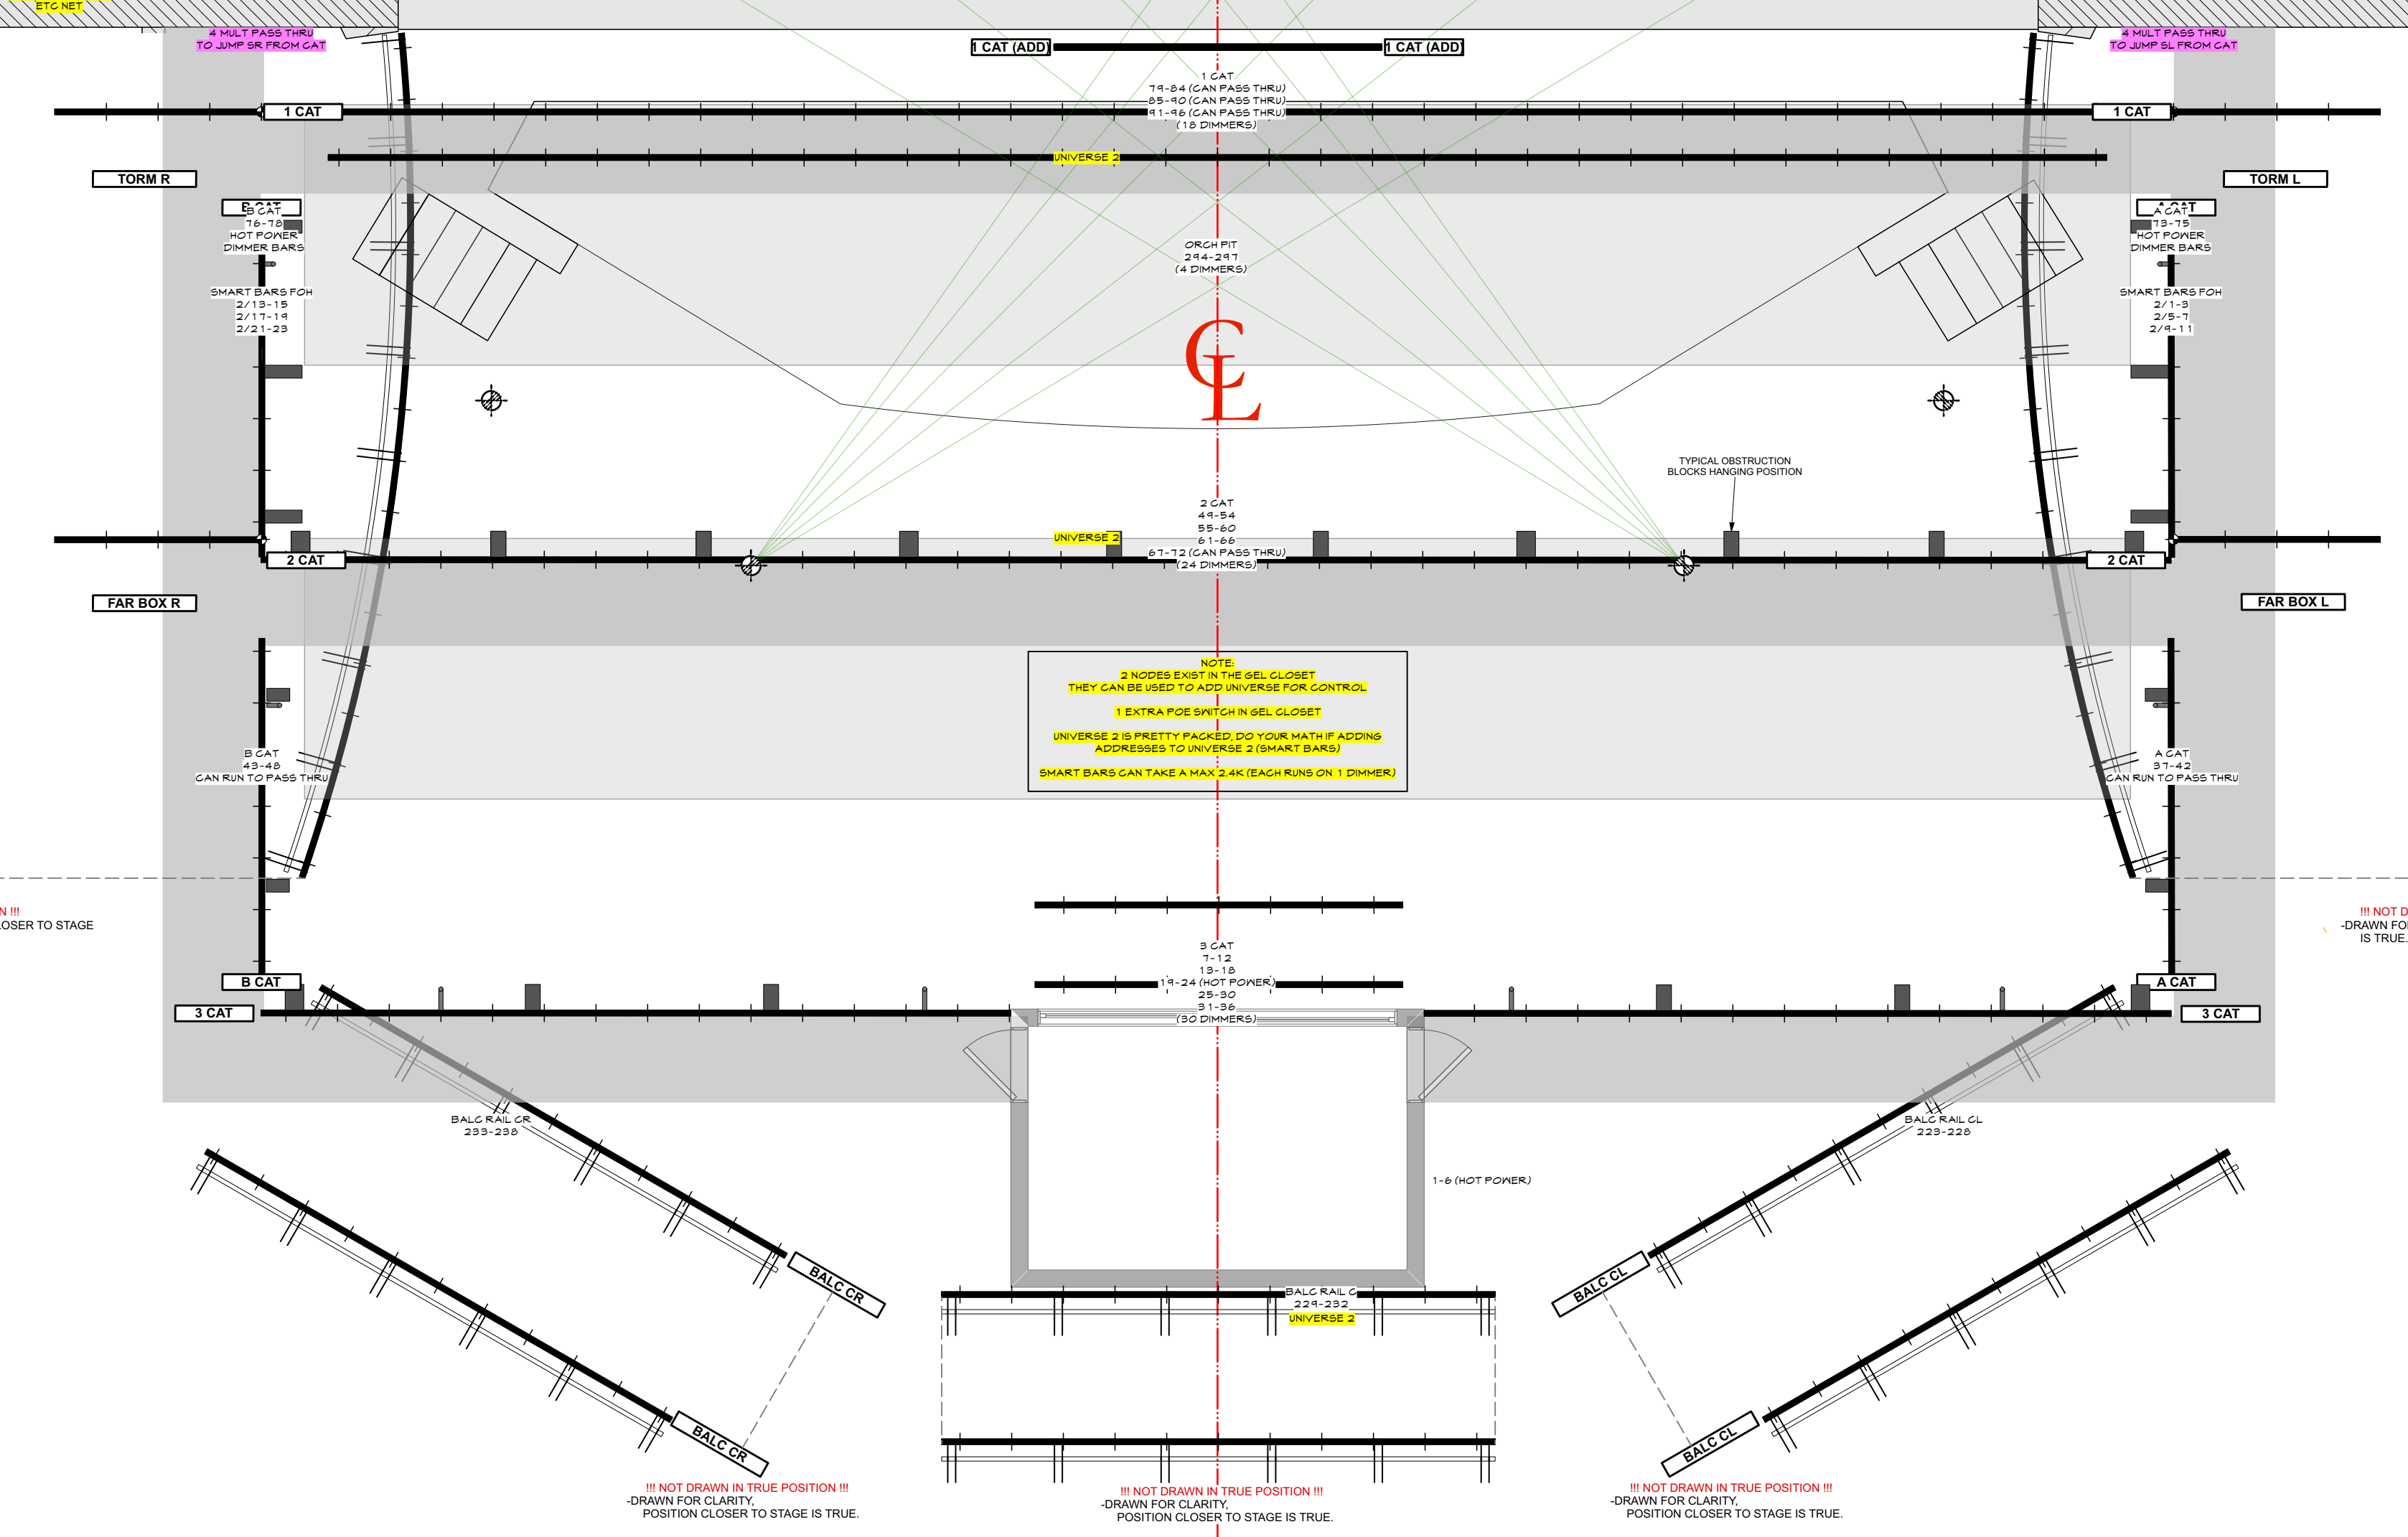 ETC NET
4 MULT PASS THRU
TO JUMP SR FROM CAT
4 MULT PASS THRU
TO JUMP SL FROM CAT
1 CAT (ADD)
1 CAT (ADD)
1 CAT
79-84 (CAN PASS THRU)
85-90 (CAN PASS THRU)
91-96 (CAN PASS THRU)
(18 DIMMERS)
1 CAT
1 CAT
UNIVERSE 2
TORM R
TORM L
B CAT
B CAT
76-78
HOT POWER
DIMMER BARS
A CAT
A CAT
73-75
HOT POWER
DIMMER BARS
ORCH PIT
294-297
(4 DIMMERS)
SMART BARS FOH
2/13-15
2/17-19
2/21-23
SMART BARS FOH
2/1-3
2/5-7
2/9-11
CL
TYPICAL OBSTRUCTION
BLOCKS HANGING POSITION
2 CAT
49-54
55-60
61-66
67-72 (CAN PASS THRU)
(24 DIMMERS)
UNIVERSE 2
2 CAT
2 CAT
FAR BOX R
FAR BOX L
NOTE:
2 NODES EXIST IN THE GEL CLOSET
THEY CAN BE USED TO ADD UNIVERSE FOR CONTROL
1 EXTRA POE SWITCH IN GEL CLOSET
UNIVERSE 2 IS PRETTY PACKED, DO YOUR MATH IF ADDING
ADDRESSES TO UNIVERSE 2 (SMART BARS)
SMART BARS CAN TAKE A MAX 2.4K (EACH RUNS ON 1 DIMMER)
B CAT
43-48
CAN RUN TO PASS THRU
A CAT
37-42
CAN RUN TO PASS THRU
N !!!
LOSER TO STAGE
!!! NOT D
-DRAWN FO
IS TRUE.
3 CAT
7-12
13-18
19-24 (HOT POWER)
25-30
31-36
(30 DIMMERS)
B CAT
A CAT
3 CAT
3 CAT
BALC RAIL CR
233-238
BALC RAIL CL
223-228
1-6 (HOT POWER)
BALC CR
BALC CL
BALC RAIL C
229-232
UNIVERSE 2
BALC CR
BALC CL
!!! NOT DRAWN IN TRUE POSITION !!!
-DRAWN FOR CLARITY,
POSITION CLOSER TO STAGE IS TRUE.
!!! NOT DRAWN IN TRUE POSITION !!!
-DRAWN FOR CLARITY,
POSITION CLOSER TO STAGE IS TRUE.
!!! NOT DRAWN IN TRUE POSITION !!!
-DRAWN FOR CLARITY,
POSITION CLOSER TO STAGE IS TRUE.